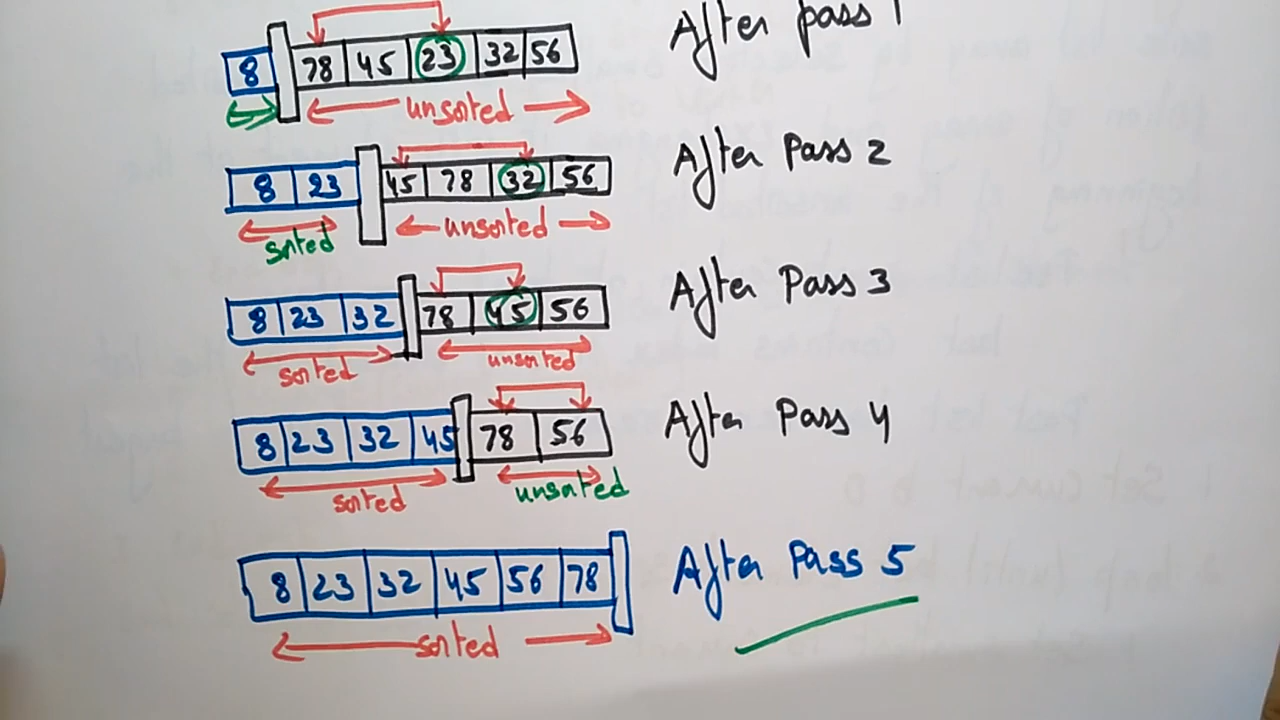 8 78 45 23 32 56 After pass 1
unsorted
8 23 45 78 32 56 After Pass 2
sorted unsorted
8 23 32 78 45 56 After Pass 3
sorted unsorted
8 23 32 45 78 56 After Pass 4
sorted unsorted
8 23 32 45 56 78 After Pass 5
sorted